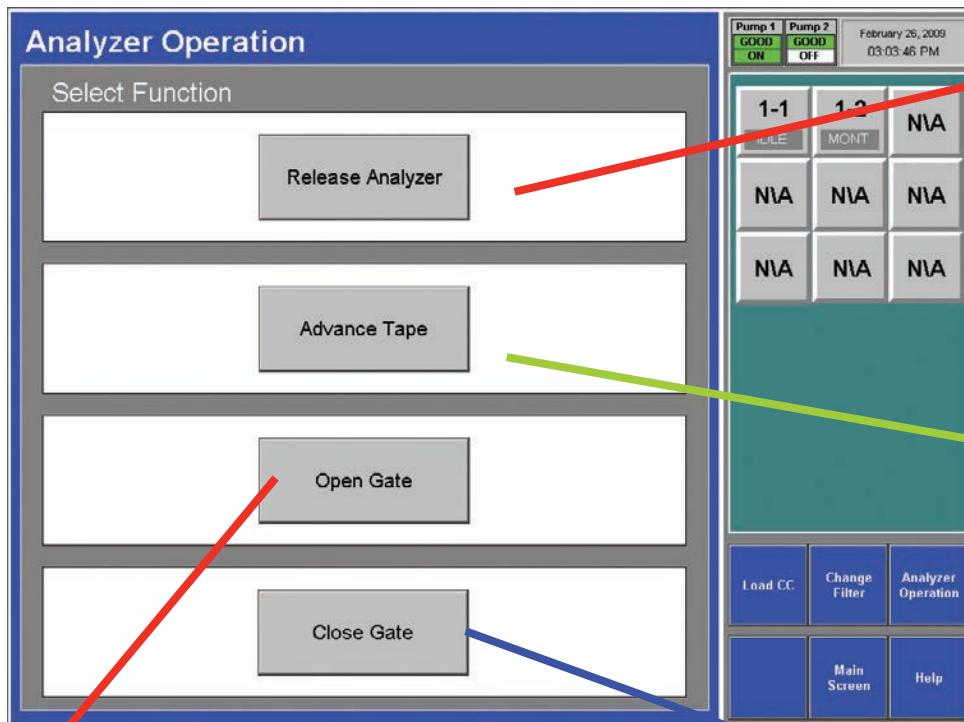 Analyzer Operation
Select Function
Release Analyzer
Advance Tape
Open Gate
Close Gate
Pump 1 Pump 2
GOOD GOOD
ON OFF
February 26, 2009
03:03:46 PM
1-1 1-2 N\A
IDLE MONT
N\A N\A N\A
N\A N\A N\A
Load CC
Change
Filter
Analyzer
Operation
Main
Screen
Help